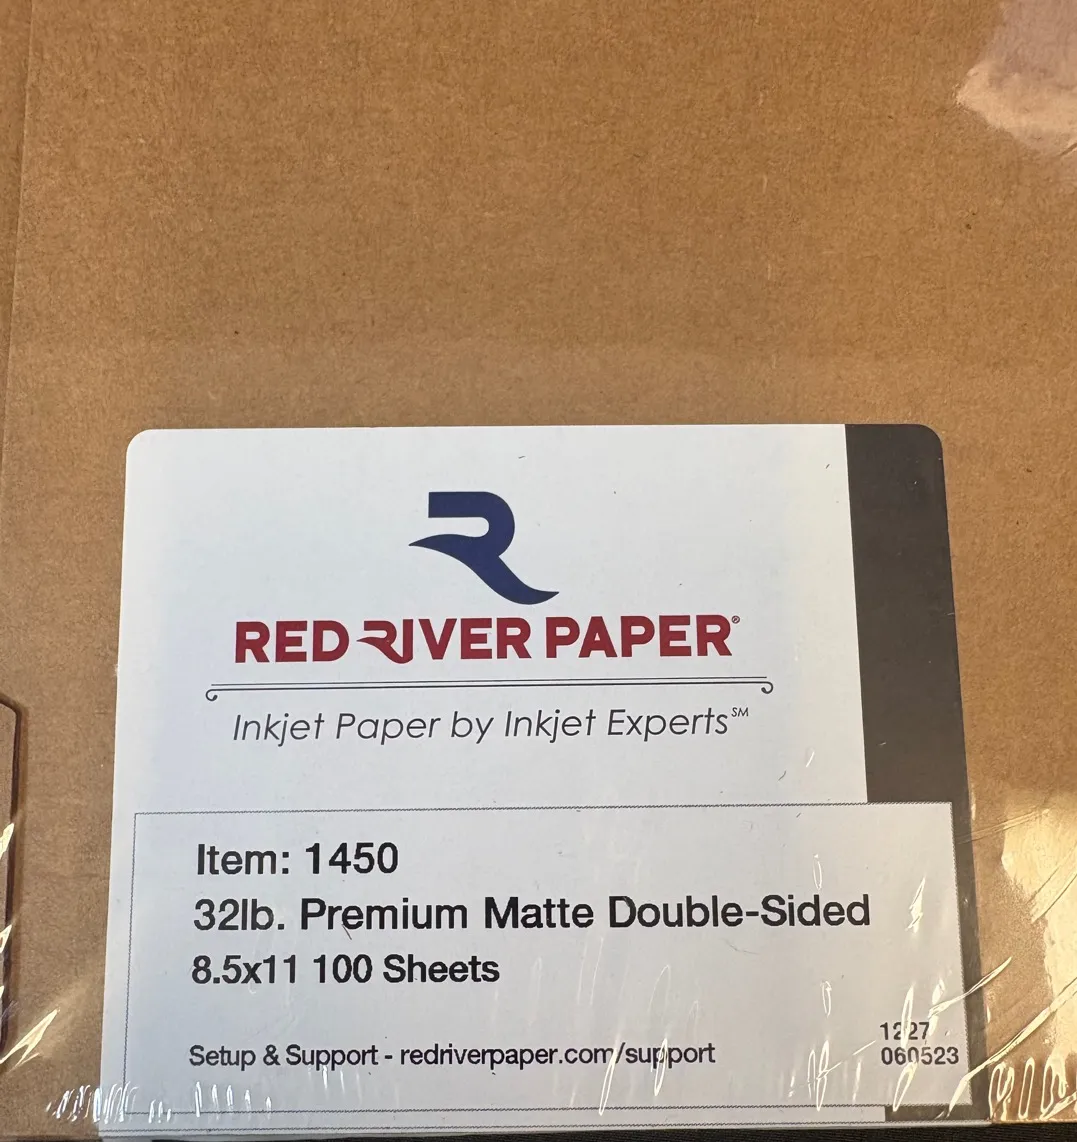 RED RIVER PAPER®
Inkjet Paper by Inkjet Experts℠
Item: 1450
32lb. Premium Matte Double-Sided
8.5x11 100 Sheets
Setup & Support - redriverpaper.com/support
1227
060523